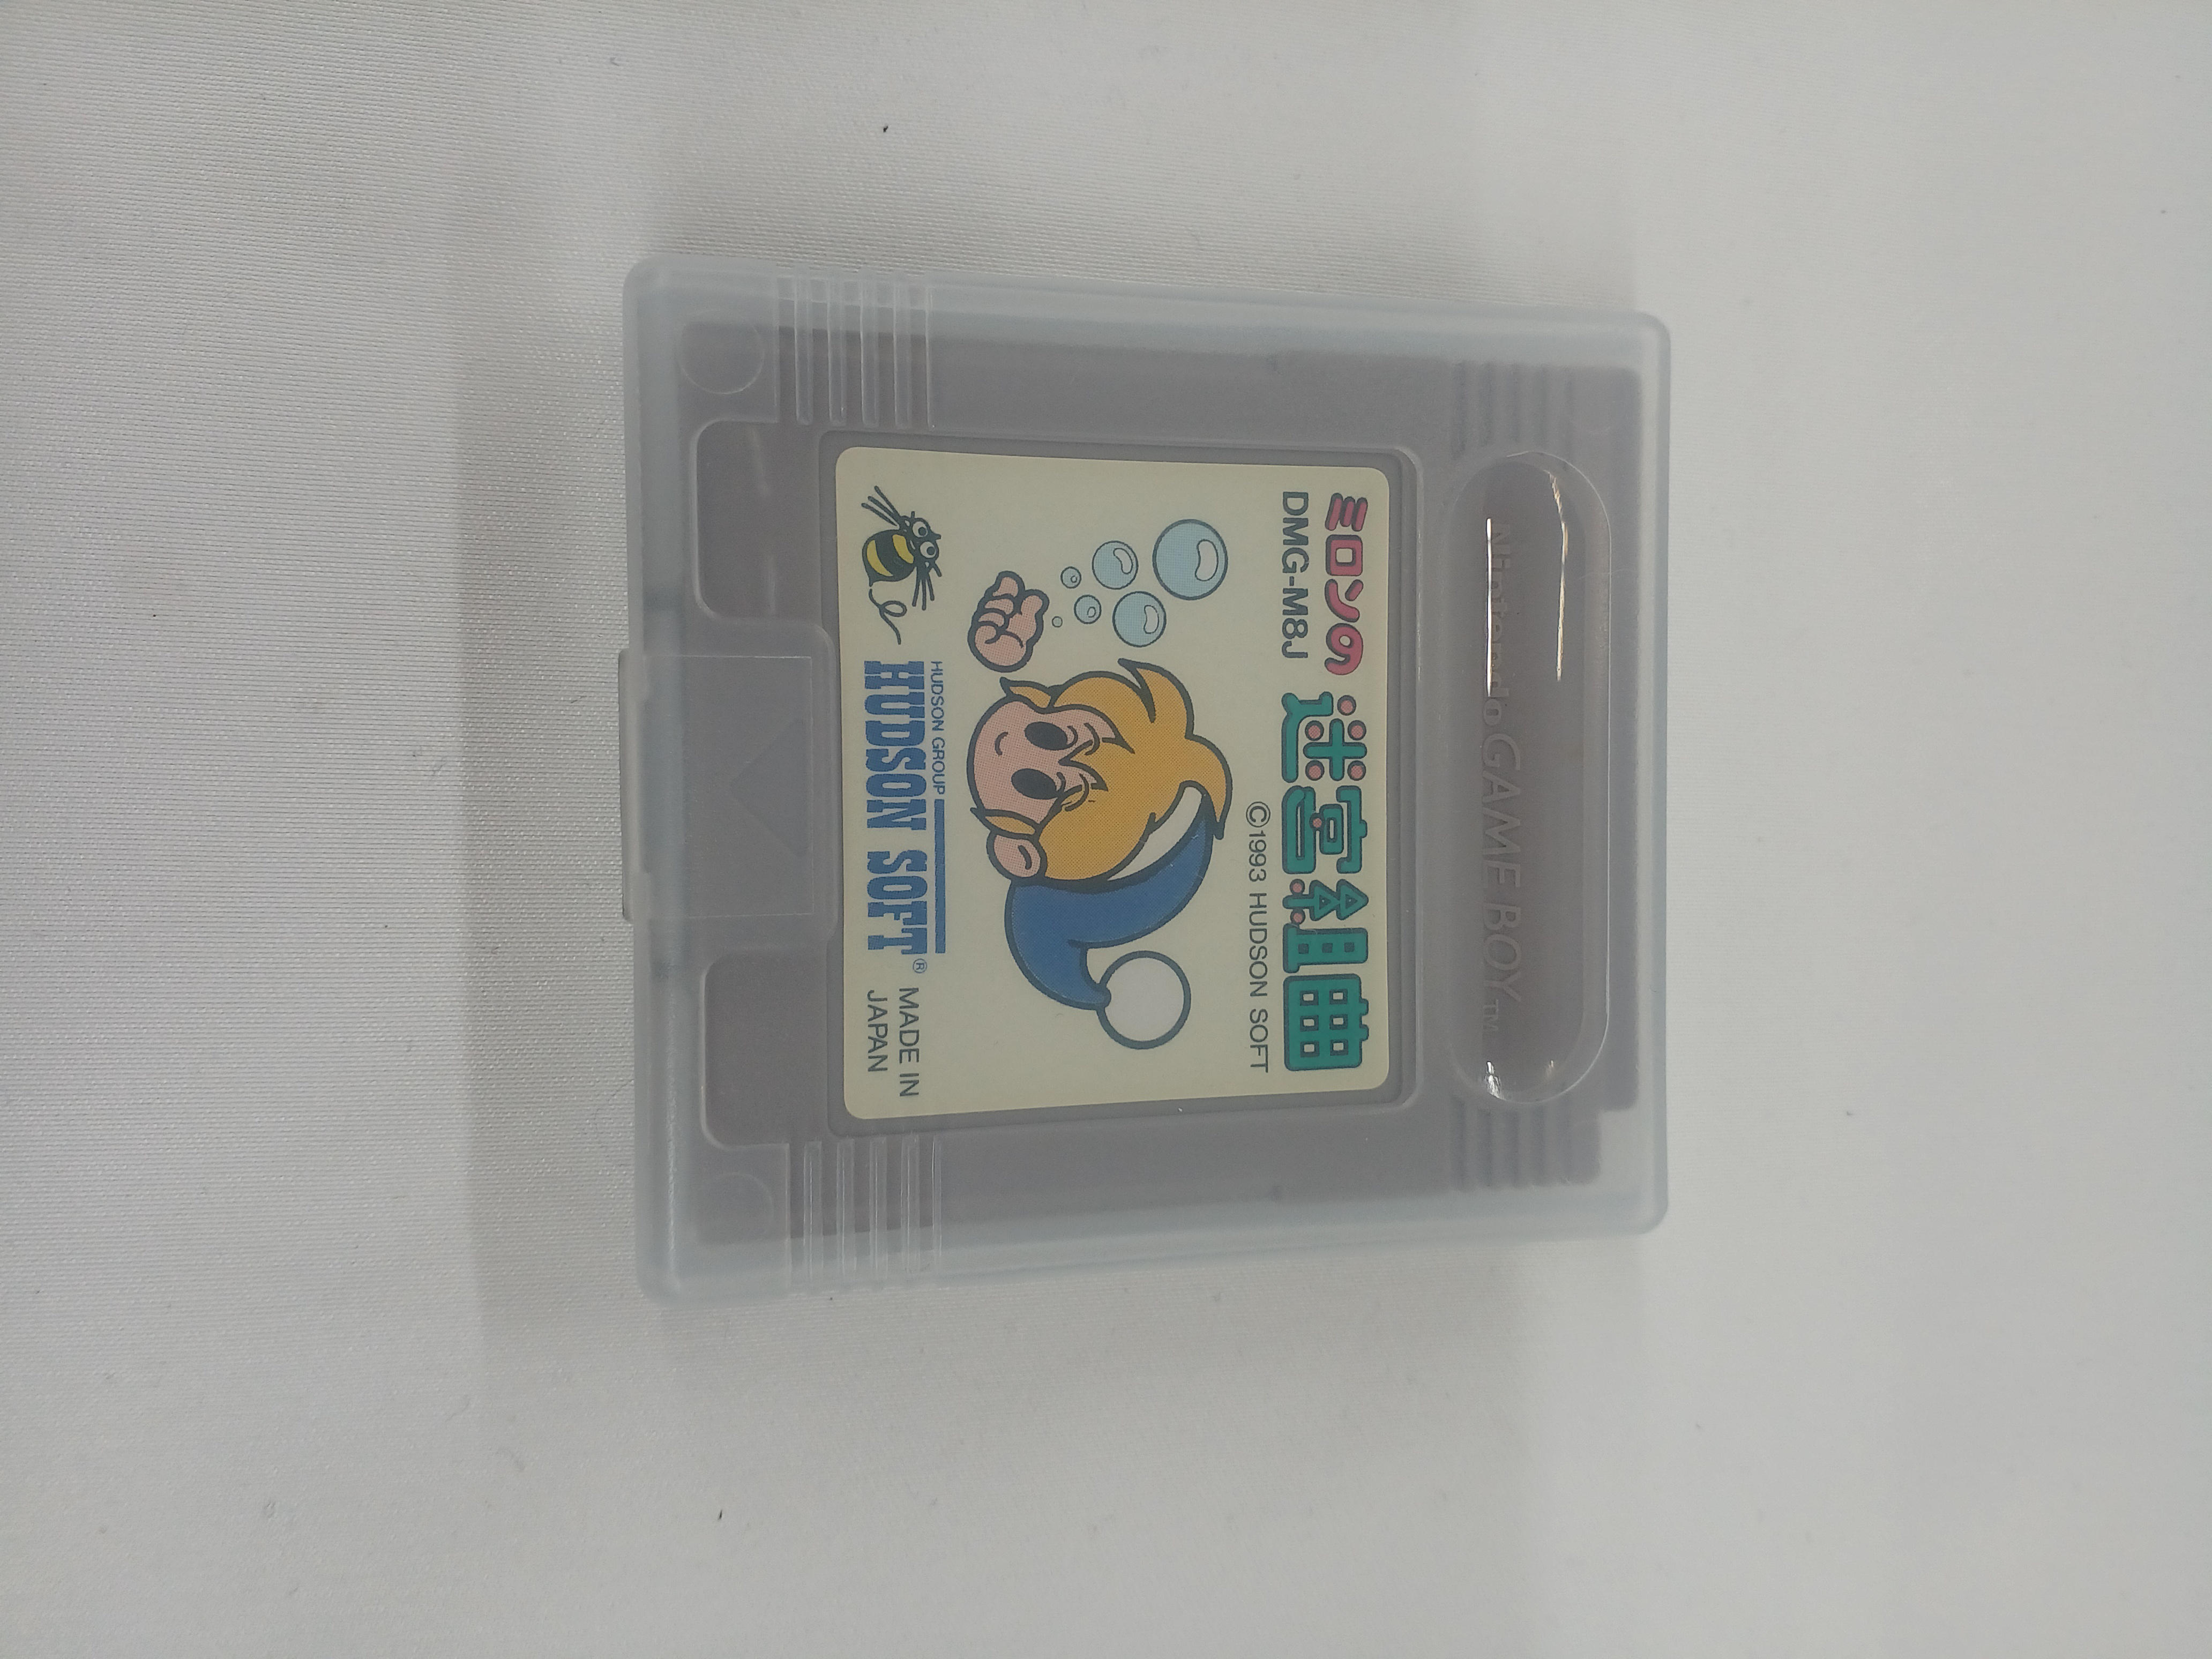 Nintendo GAME BOY™
ミロンの 迷宮組曲
DMG-M8J
©1993 HUDSON SOFT
HUDSON GROUP
HUDSON SOFT® MADE IN
JAPAN